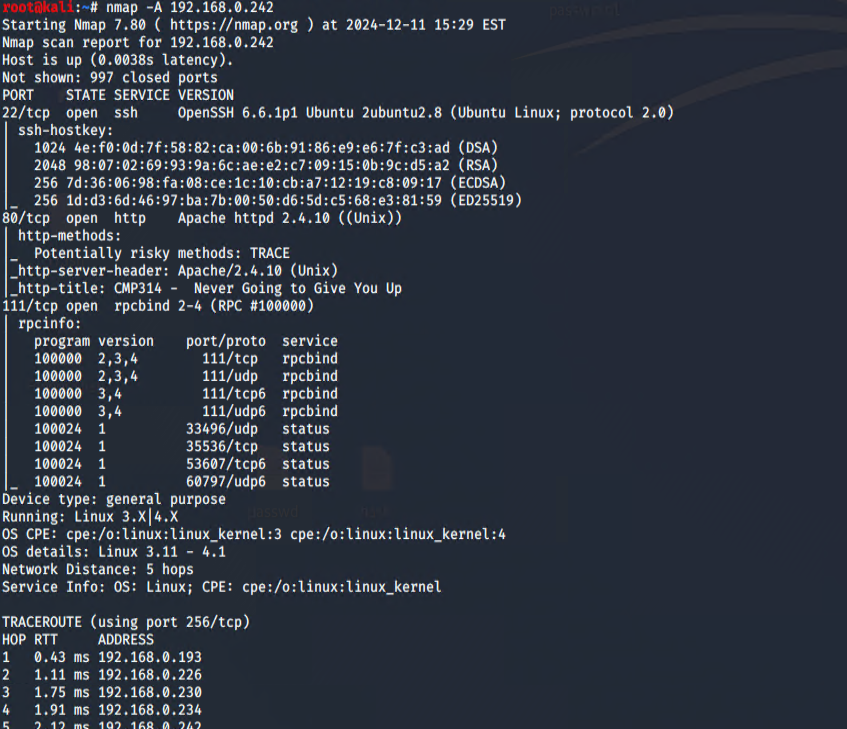 root@kali:~# nmap -A 192.168.0.242
Starting Nmap 7.80 ( https://nmap.org ) at 2024-12-11 15:29 EST
Nmap scan report for 192.168.0.242
Host is up (0.0038s latency).
Not shown: 997 closed ports
PORT    STATE SERVICE VERSION
22/tcp  open  ssh     OpenSSH 6.6.1p1 Ubuntu 2ubuntu2.8 (Ubuntu Linux; protocol 2.0)
| ssh-hostkey:
|   1024 4e:f0:0d:7f:58:82:ca:00:6b:91:86:e9:e6:7f:c3:ad (DSA)
|   2048 98:07:02:69:93:9a:6c:ae:e2:c7:09:15:0b:9c:d5:a2 (RSA)
|   256 7d:36:06:98:fa:08:ce:1c:10:cb:a7:12:19:c8:09:17 (ECDSA)
|_  256 1d:d3:6d:46:97:ba:7b:00:50:d6:5d:c5:68:e3:81:59 (ED25519)
80/tcp  open  http    Apache httpd 2.4.10 ((Unix))
| http-methods:
|_  Potentially risky methods: TRACE
|_http-server-header: Apache/2.4.10 (Unix)
|_http-title: CMP314 -  Never Going to Give You Up
111/tcp open  rpcbind 2-4 (RPC #100000)
| rpcinfo:
|   program version    port/proto  service
|   100000  2,3,4        111/tcp   rpcbind
|   100000  2,3,4        111/udp   rpcbind
|   100000  3,4          111/tcp6  rpcbind
|   100000  3,4          111/udp6  rpcbind
|   100024  1          33496/udp   status
|   100024  1          35536/tcp   status
|   100024  1          53607/tcp6  status
|_  100024  1          60797/udp6  status
Device type: general purpose
Running: Linux 3.X|4.X
OS CPE: cpe:/o:linux:linux_kernel:3 cpe:/o:linux:linux_kernel:4
OS details: Linux 3.11 - 4.1
Network Distance: 5 hops
Service Info: OS: Linux; CPE: cpe:/o:linux:linux_kernel

TRACEROUTE (using port 256/tcp)
HOP RTT     ADDRESS
1   0.43 ms 192.168.0.193
2   1.11 ms 192.168.0.226
3   1.75 ms 192.168.0.230
4   1.91 ms 192.168.0.234
5   2.12 ms 192.168.0.242